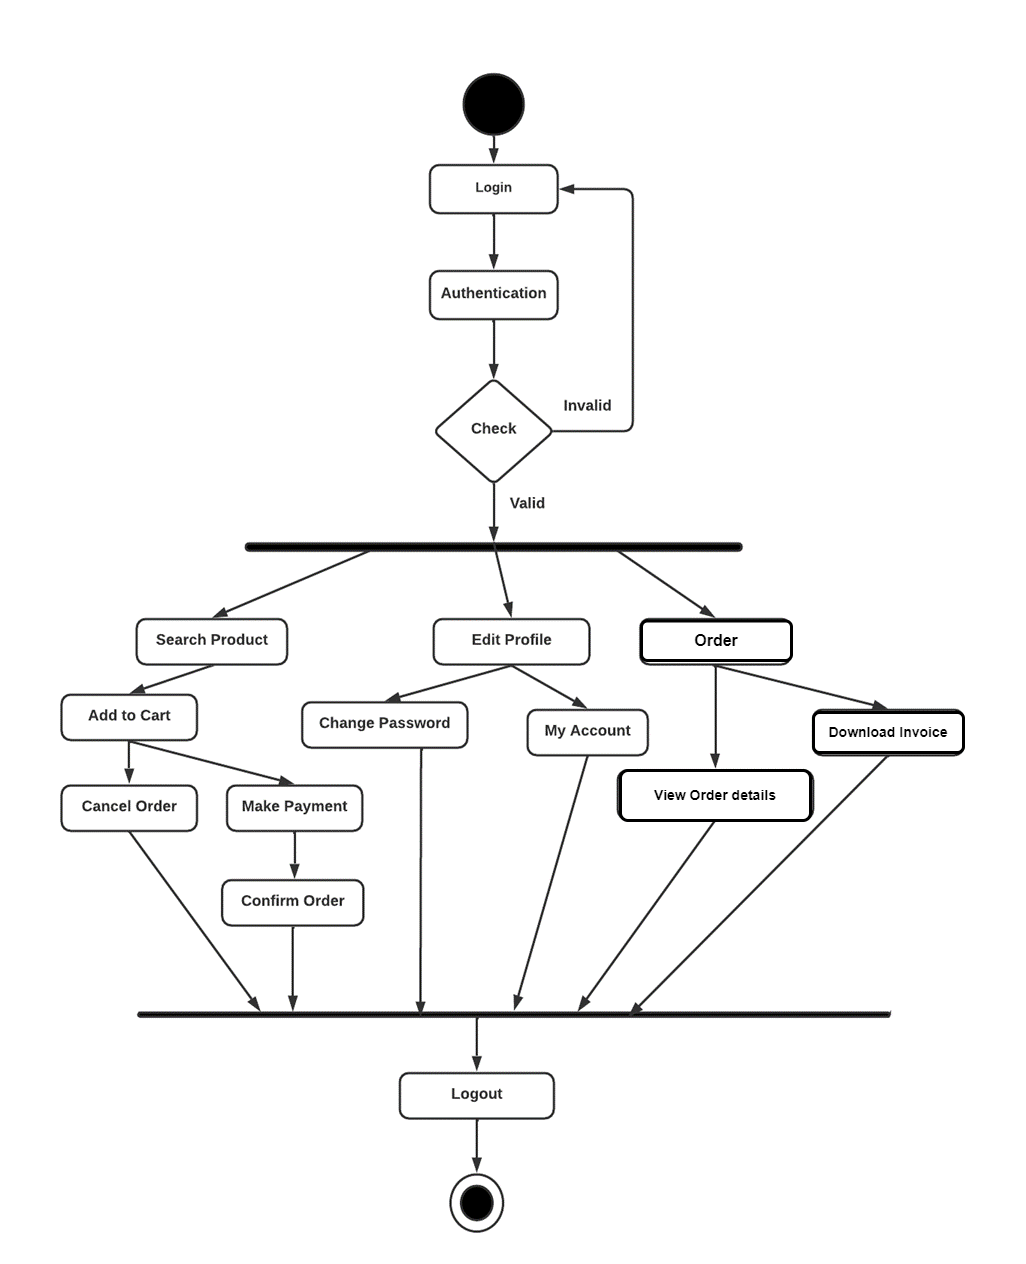 Login
Authentication
Invalid
Check
Valid
Search Product
Edit Profile
Order
Add to Cart
Change Password
My Account
Download Invoice
Cancel Order
Make Payment
View Order details
Confirm Order
Logout